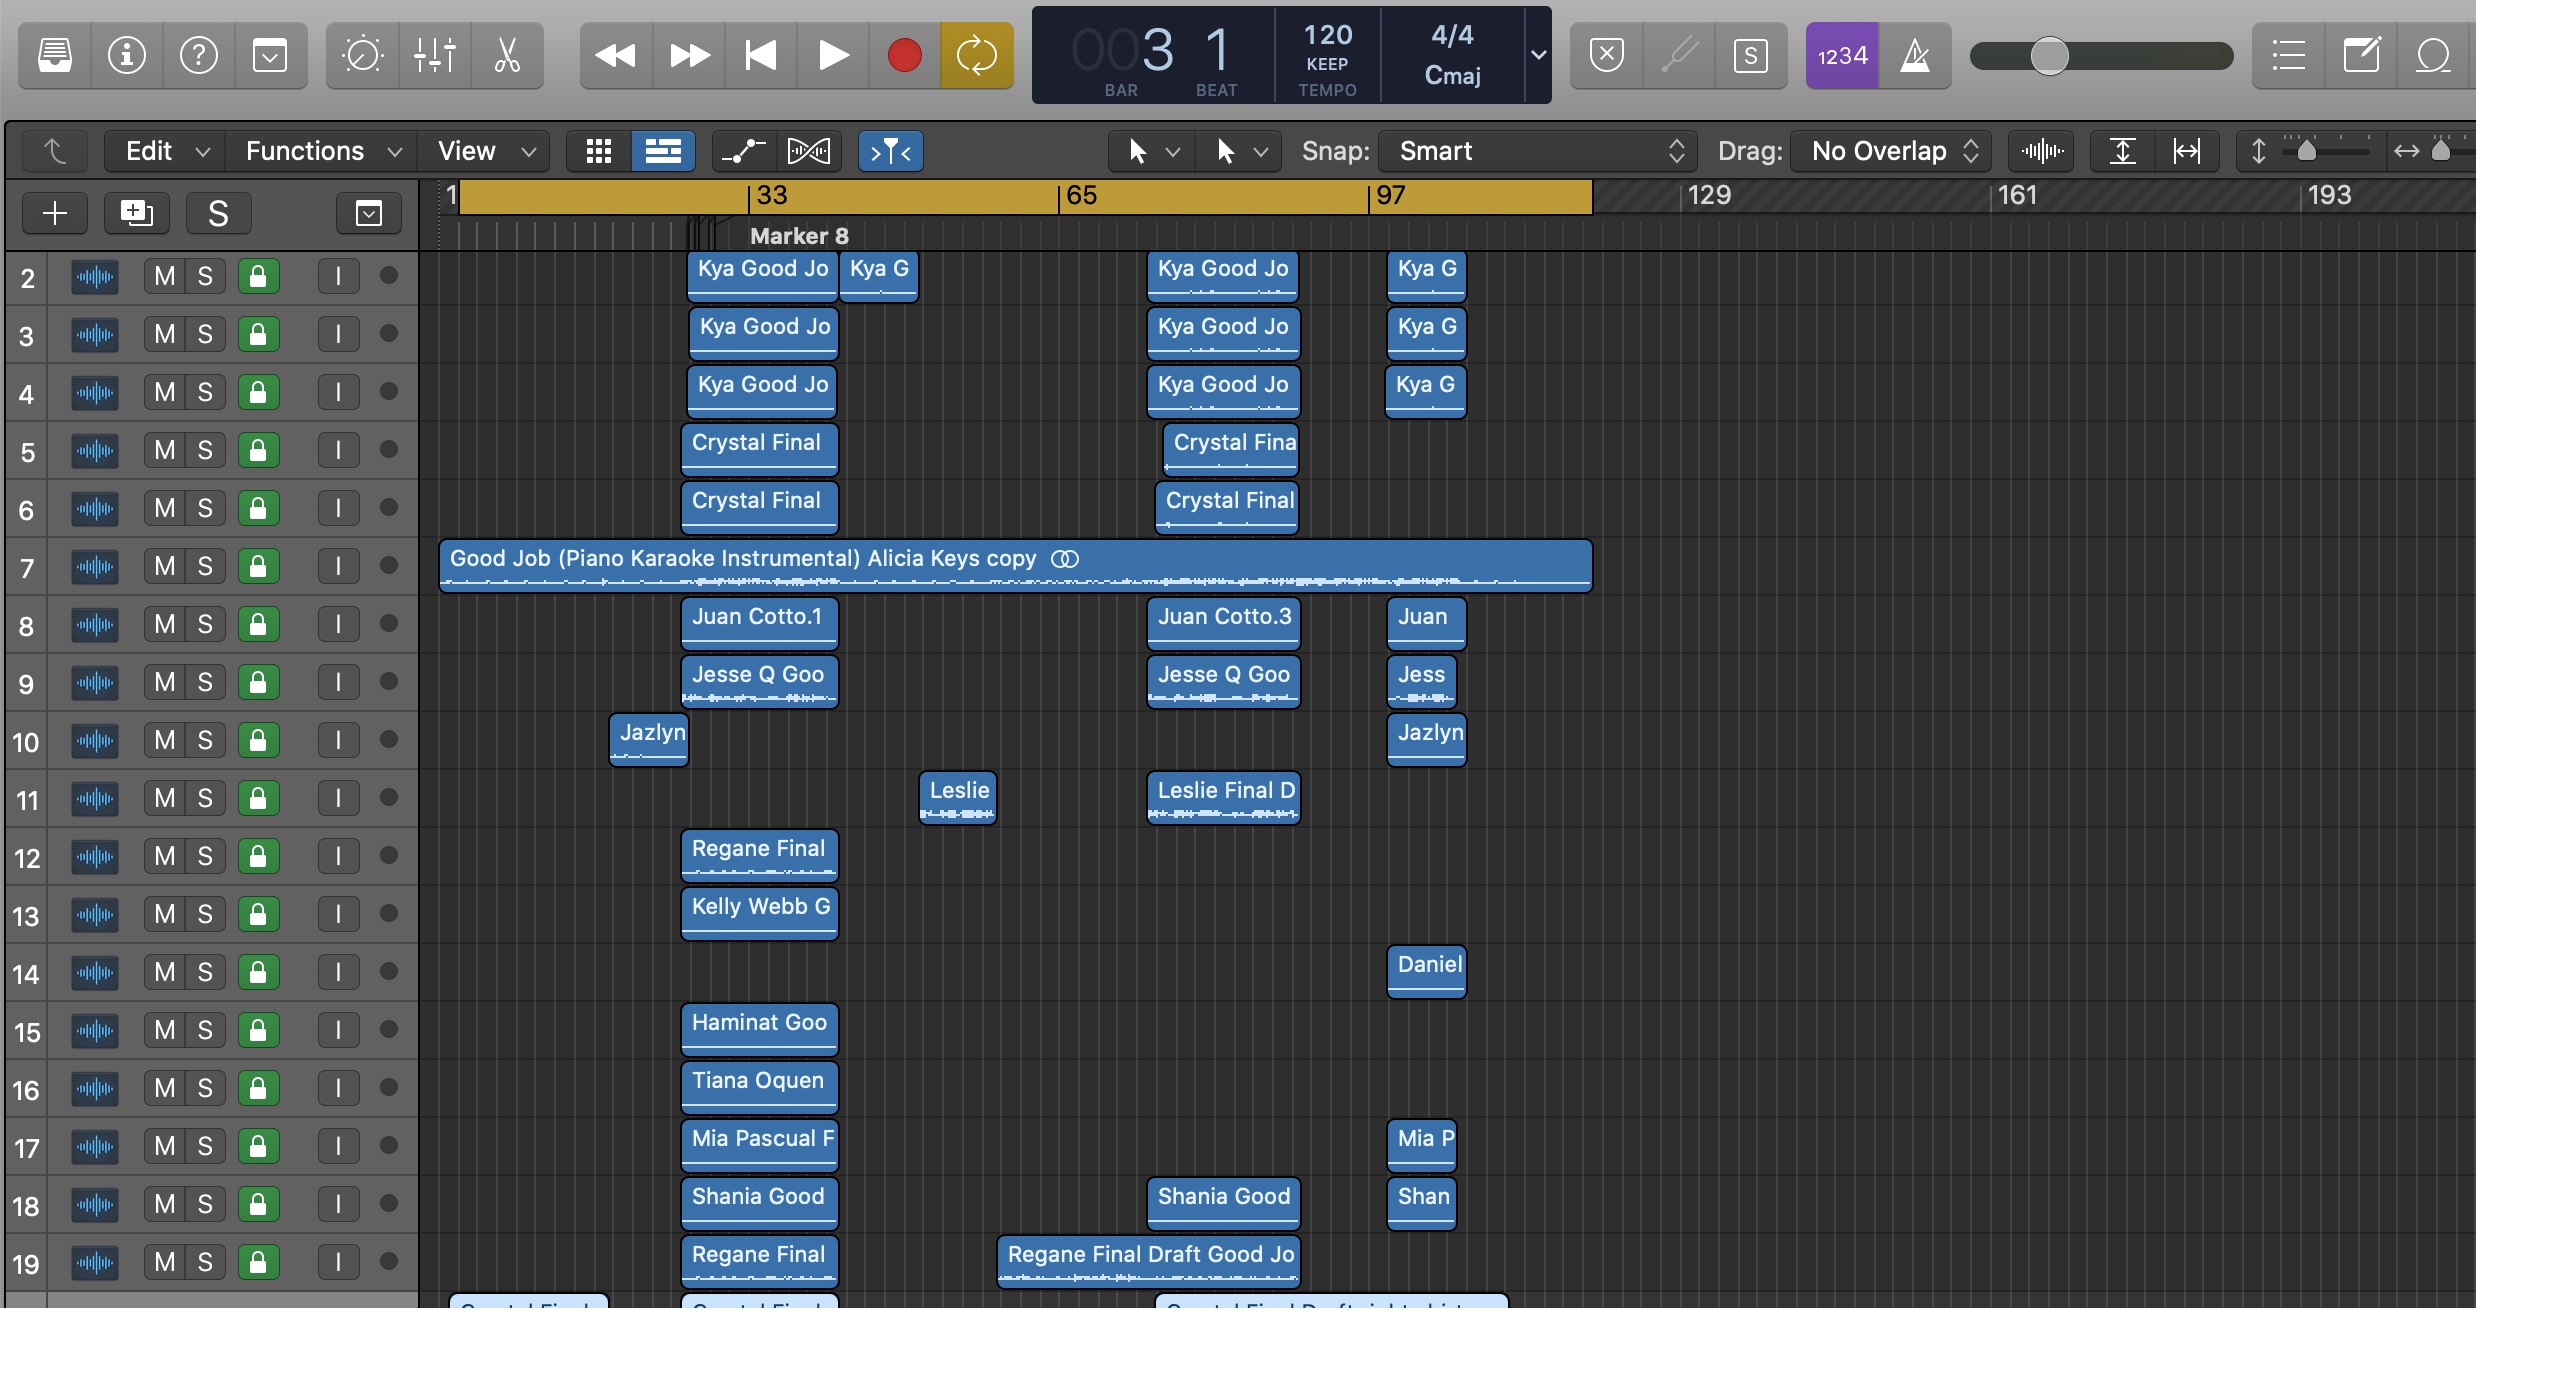 003 1 120 4/4
KEEP Cmaj
BAR BEAT TEMPO
1234
S
Edit Functions View Snap: Smart Drag: No Overlap
S 1 33 65 97 129 161 193
Marker 8
2 M S I Kya Good Jo Kya G Kya Good Jo Kya G
3 M S I Kya Good Jo Kya Good Jo Kya G
4 M S I Kya Good Jo Kya Good Jo Kya G
5 M S I Crystal Final Crystal Fina
6 M S I Crystal Final Crystal Final
7 M S I Good Job (Piano Karaoke Instrumental) Alicia Keys copy
8 M S I Juan Cotto.1 Juan Cotto.3 Juan
9 M S I Jesse Q Goo Jesse Q Goo Jess
10 M S I Jazlyn Jazlyn
11 M S I Leslie Leslie Final D
12 M S I Regane Final
13 M S I Kelly Webb G
14 M S I Daniel
15 M S I Haminat Goo
16 M S I Tiana Oquen
17 M S I Mia Pascual F Mia P
18 M S I Shania Good Shania Good Shan
19 M S I Regane Final Regane Final Draft Good Jo